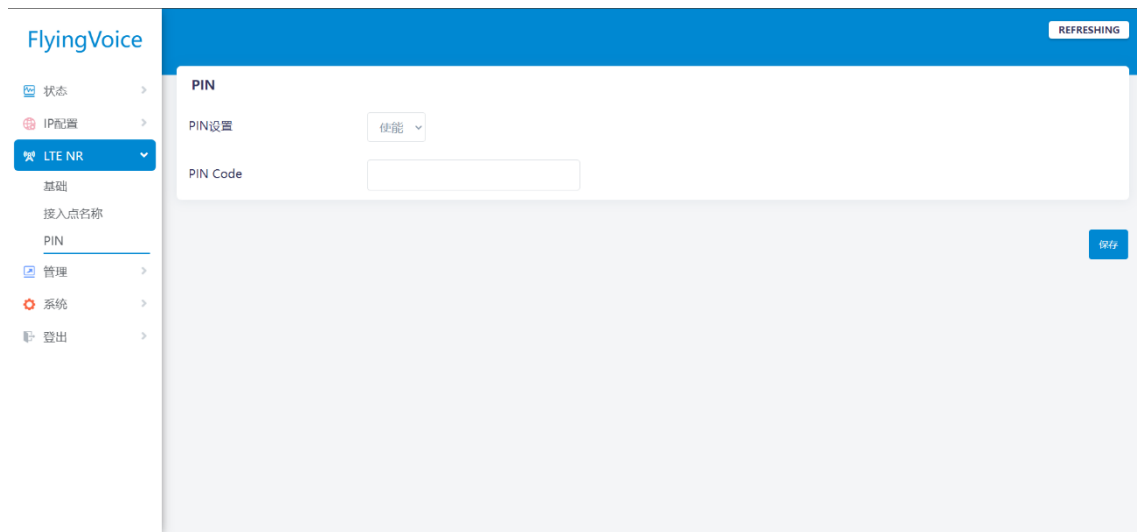 FlyingVoice
REFRESHING
状态
IP配置
LTE NR
基础
接入点名称
PIN
管理
系统
登出
PIN
PIN设置
使能
PIN Code
保存